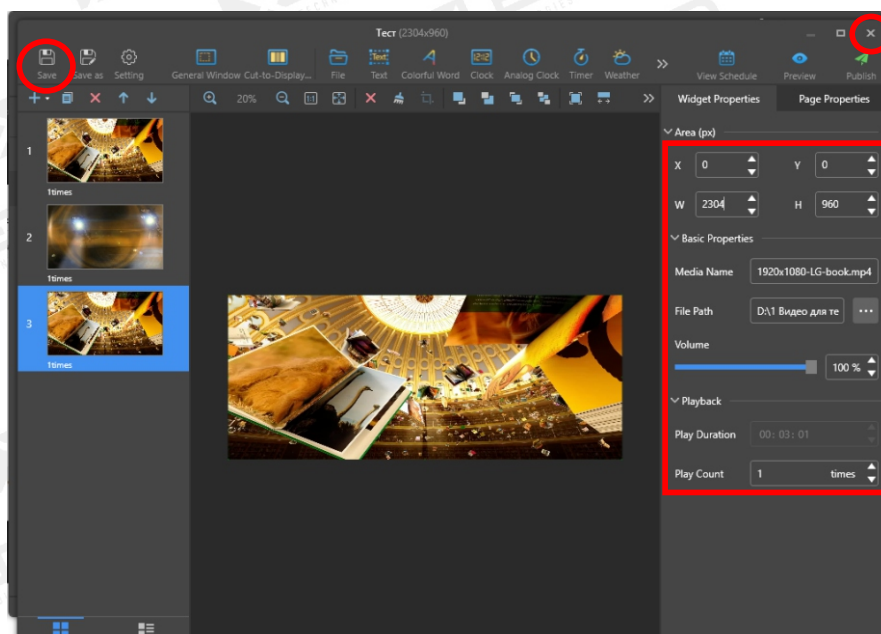 Тест (2304x960)
Save Save as Setting General Window Cut-to-Display... File Text Colorful Word Clock Analog Clock Timer Weather View Schedule Preview Publish
20%
Widget Properties Page Properties
Area (px)
X 0 Y 0
W 2304 H 960
Basic Properties
Media Name 1920x1080-LG-book.mp4
File Path D:\1 Видео для те ...
Volume
100 %
Playback
Play Duration 00: 03 : 01
Play Count 1 times
1
1times
2
1times
3
1times